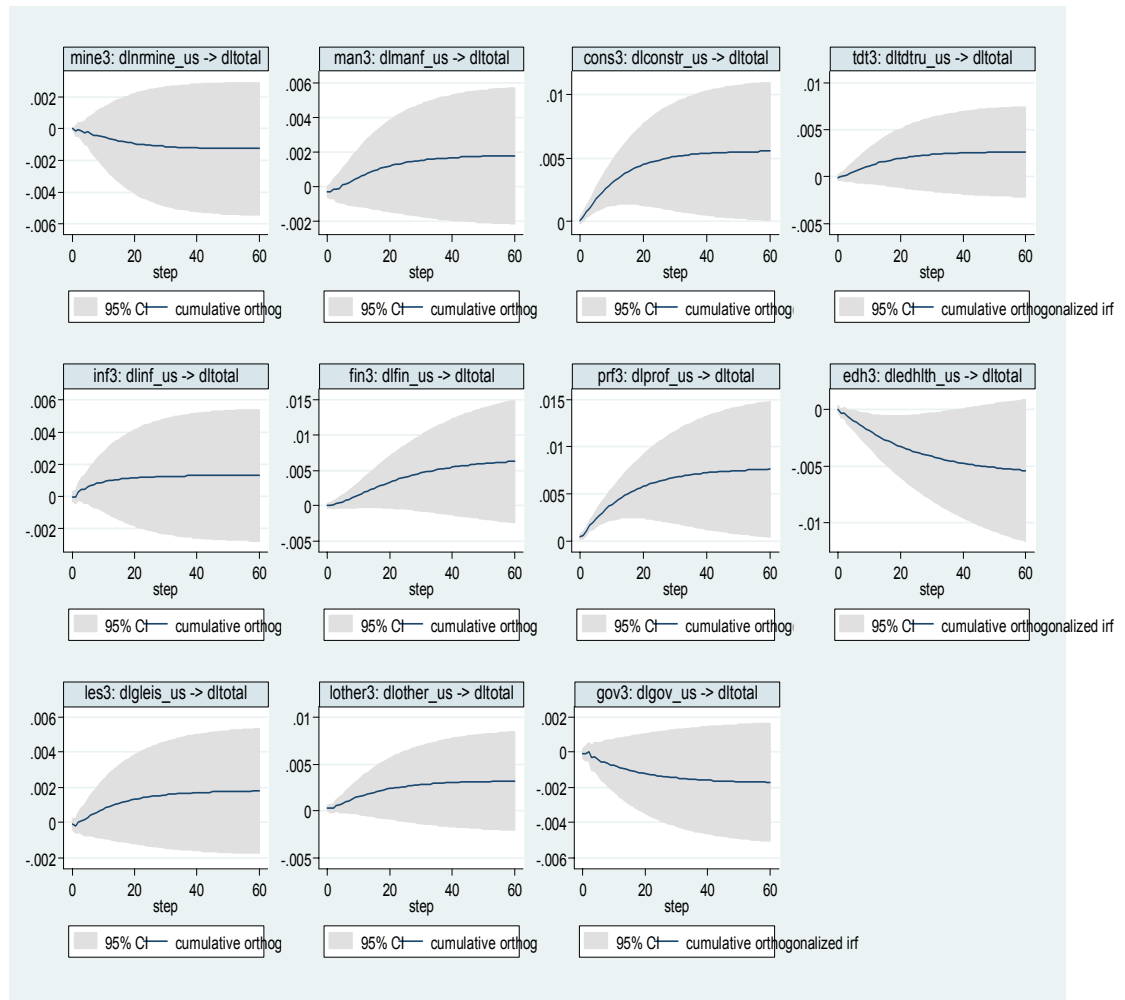 mine3: dlnrmine_us -> dltotal
.002
0
-.002
-.004
-.006
0 20 40 60
step
95% CI cumulative orthog
man3: dlmanf_us -> dltotal
.006
.004
.002
0
-.002
0 20 40 60
step
95% CI cumulative orthog
cons3: dlconstr_us -> dltotal
.01
.005
0
0 20 40 60
step
95% CI cumulative orthog
tdt3: dltdtru_us -> dltotal
.01
.005
0
-.005
0 20 40 60
step
95% CI cumulative orthogonalized irf
inf3: dlinf_us -> dltotal
.006
.004
.002
0
-.002
0 20 40 60
step
95% CI cumulative orthog
fin3: dlfin_us -> dltotal
.015
.01
.005
0
-.005
0 20 40 60
step
95% CI cumulative orthog
prf3: dlprof_us -> dltotal
.015
.01
.005
0
0 20 40 60
step
95% CI cumulative orthog
edh3: dledhlth_us -> dltotal
0
-.005
-.01
0 20 40 60
step
95% CI cumulative orthogonalized irf
les3: dlgleis_us -> dltotal
.006
.004
.002
0
-.002
0 20 40 60
step
95% CI cumulative orthog
lother3: dlother_us -> dltotal
.01
.005
0
-.005
0 20 40 60
step
95% CI cumulative orthog
gov3: dlgov_us -> dltotal
.002
0
-.002
-.004
-.006
0 20 40 60
step
95% CI cumulative orthogonalized irf